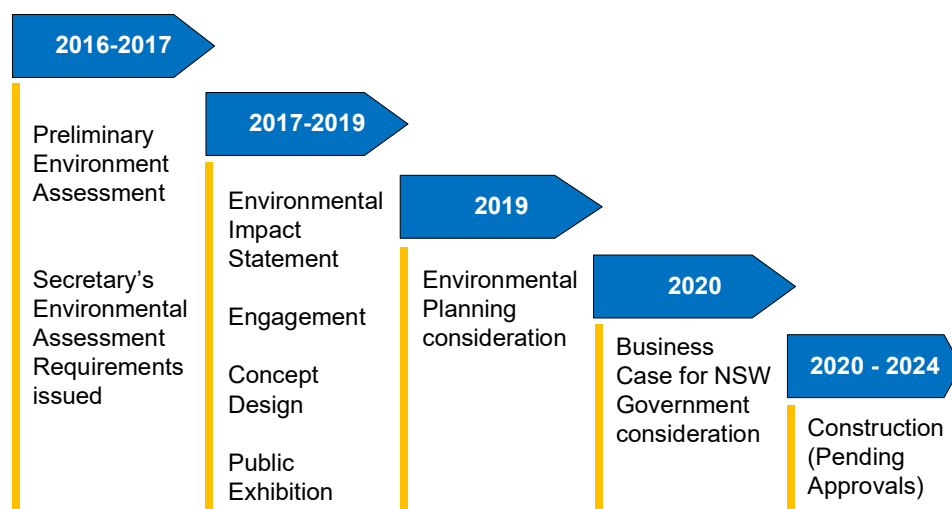 2016-2017
Preliminary
Environment
Assessment
Secretary’s
Environmental
Assessment
Requirements
issued
2017-2019
Environmental
Impact
Statement
Engagement
Concept
Design
Public
Exhibition
2019
Environmental
Planning
consideration
2020
Business
Case for NSW
Government
consideration
2020 - 2024
Construction
(Pending
Approvals)